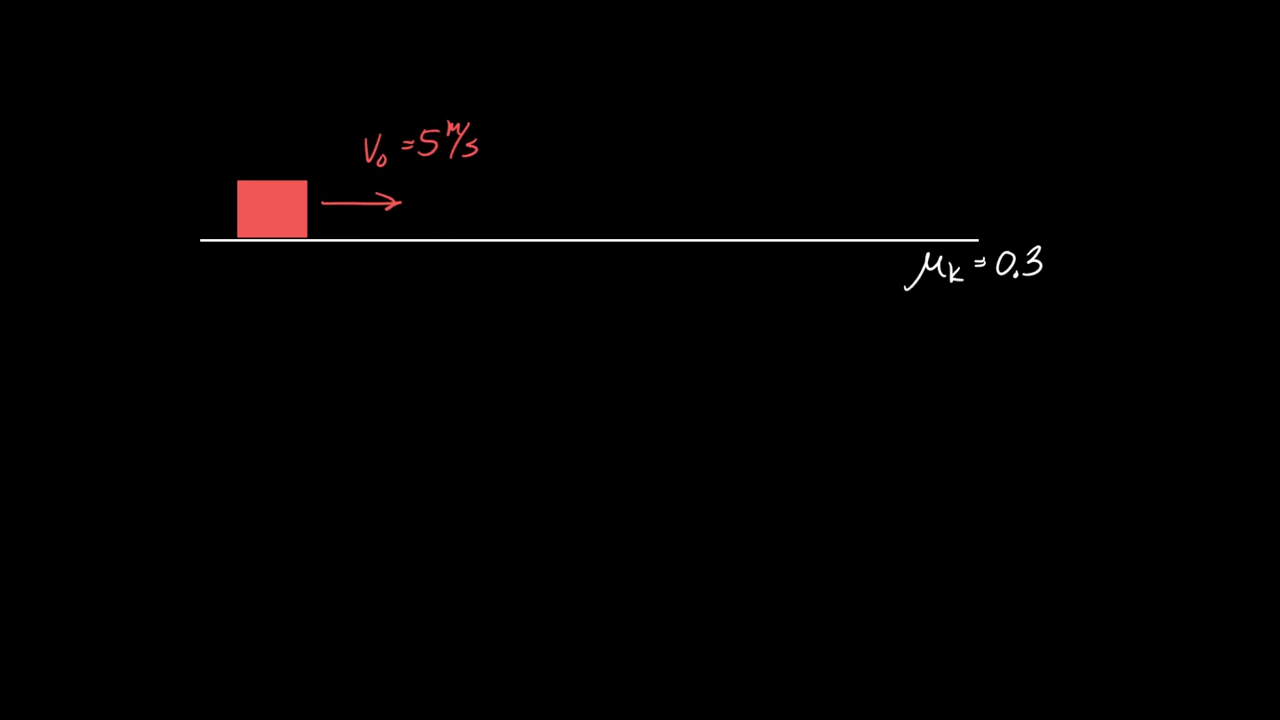 V₀ = 5 m/s
μₖ = 0.3